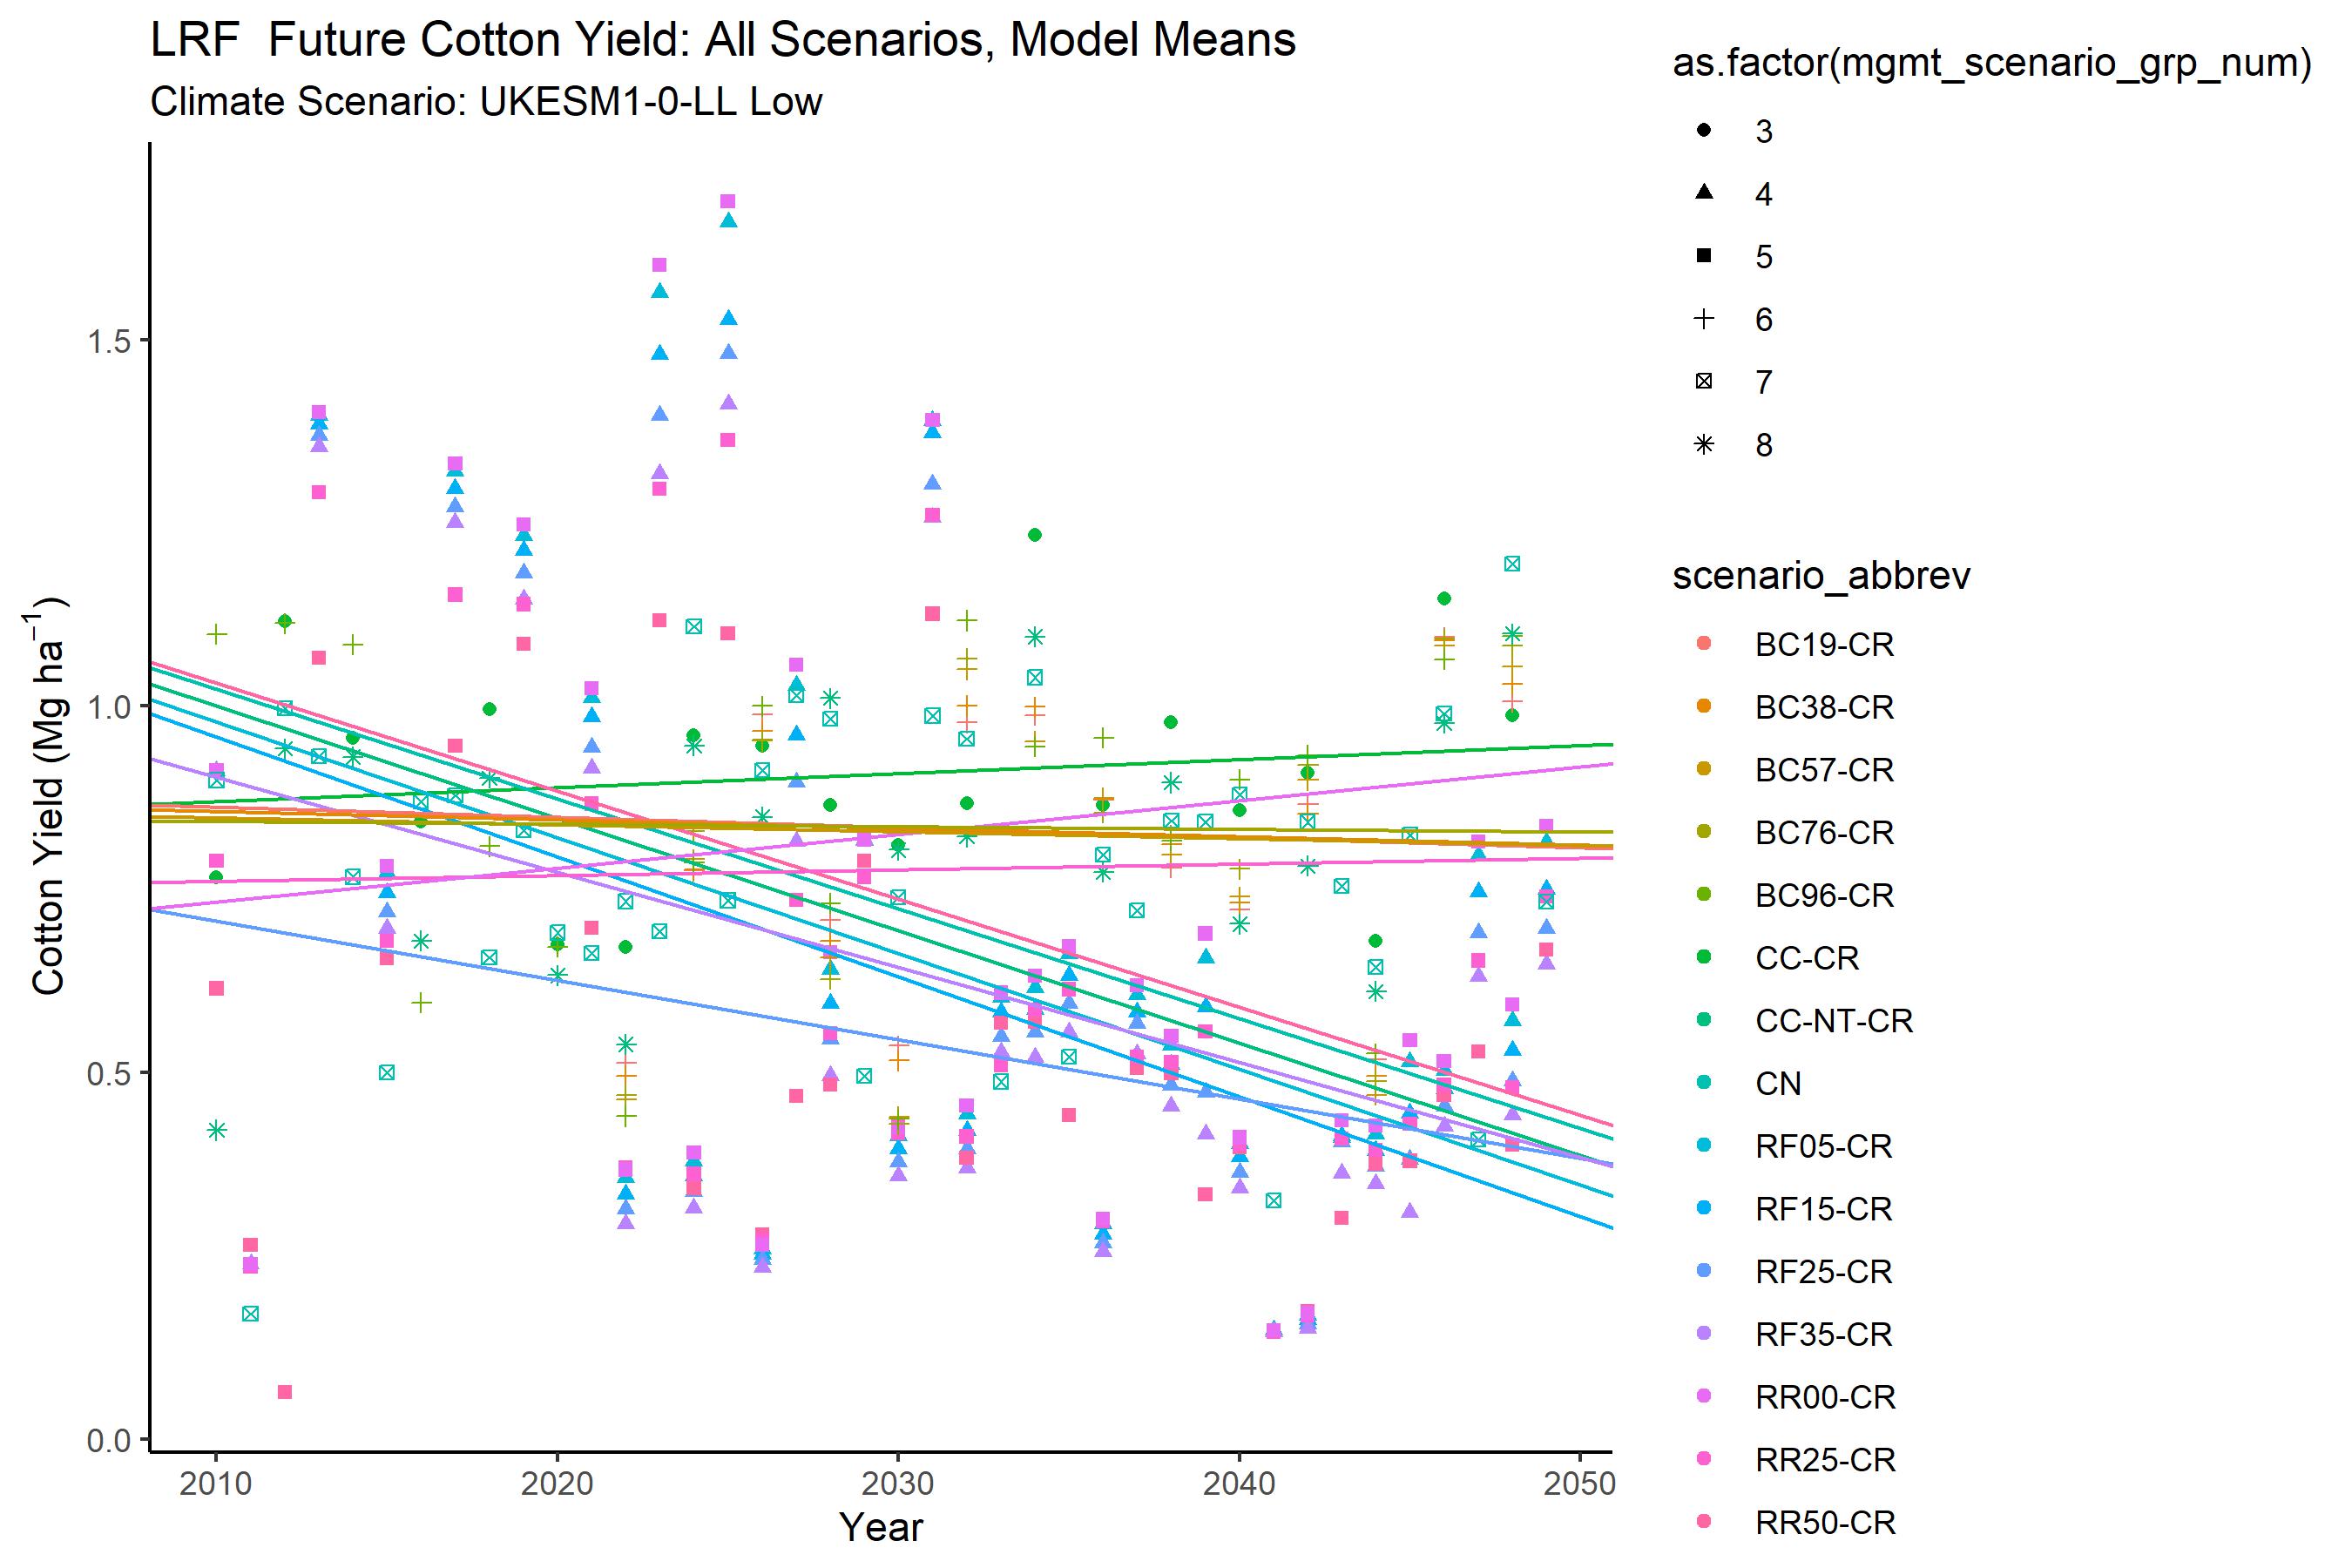 LRF  Future Cotton Yield: All Scenarios, Model Means
Climate Scenario: UKESM1-0-LL Low
Cotton Yield (Mg ha⁻¹)
1.5
1.0
0.5
0.0
2010
2020
2030
2040
2050
Year
as.factor(mgmt_scenario_grp_num)
3
4
5
6
7
8
scenario_abbrev
BC19-CR
BC38-CR
BC57-CR
BC76-CR
BC96-CR
CC-CR
CC-NT-CR
CN
RF05-CR
RF15-CR
RF25-CR
RF35-CR
RR00-CR
RR25-CR
RR50-CR